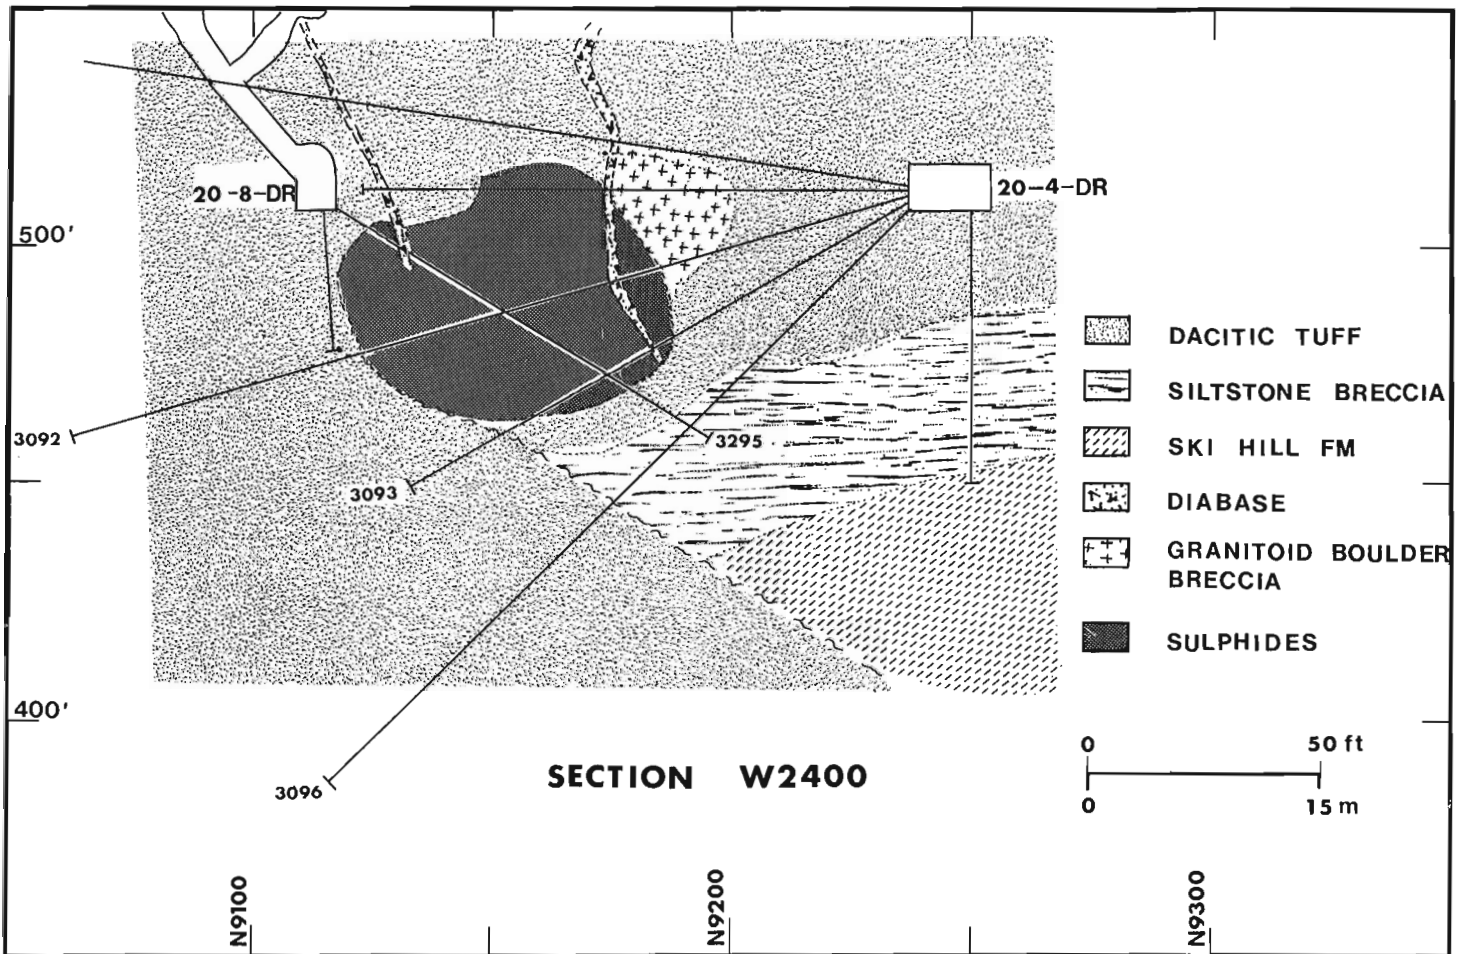 20-8-DR
20-4-DR
500'
3092
3295
3093
3096
400'
DACITIC TUFF
SILTSTONE BRECCIA
SKI HILL FM
DIABASE
GRANITOID BOULDER
BRECCIA
SULPHIDES
SECTION W2400
0 50 ft
0 15 m
N9100
N9200
N9300